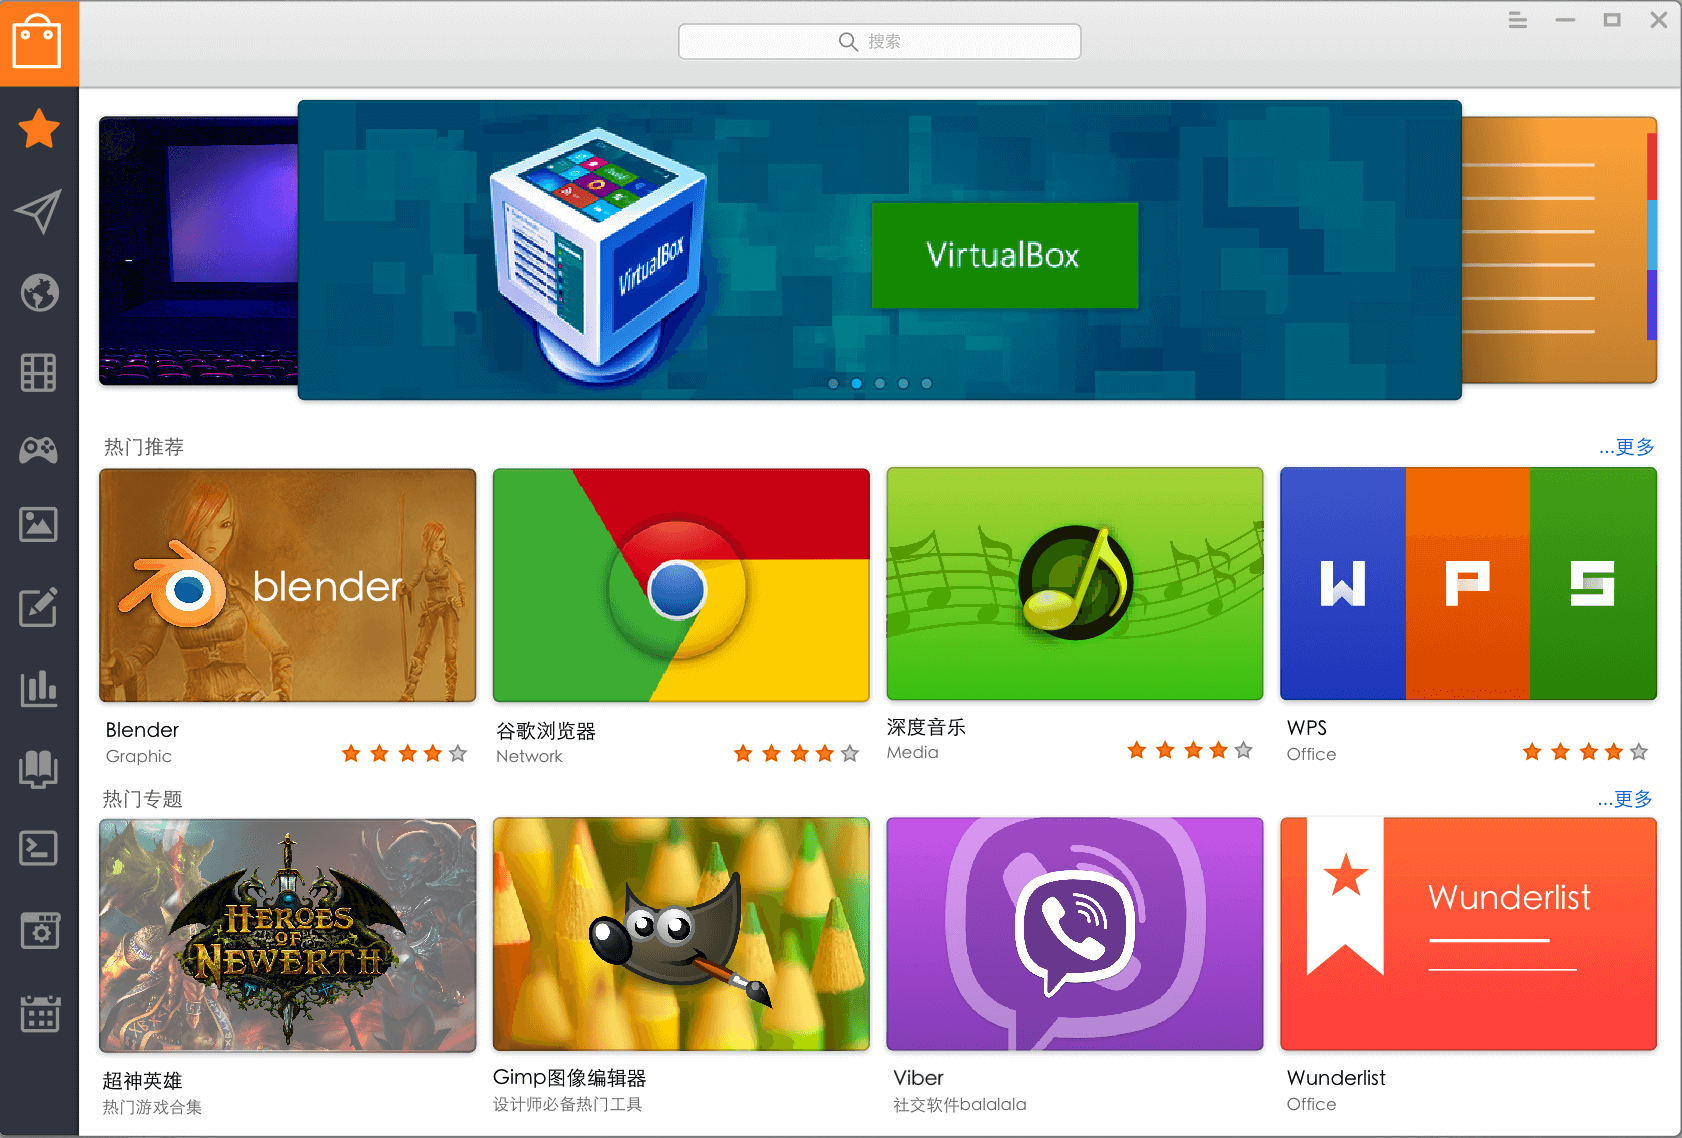 搜索
VirtualBox
VirtualBox
热门推荐
...更多
blender
W P S
Blender
Graphic
谷歌浏览器
Network
深度音乐
Media
WPS
Office
热门专题
...更多
HEROES
OF
NEWERTH
Wunderlist
超神英雄
热门游戏合集
Gimp图像编辑器
设计师必备热门工具
Viber
社交软件balalala
Wunderlist
Office